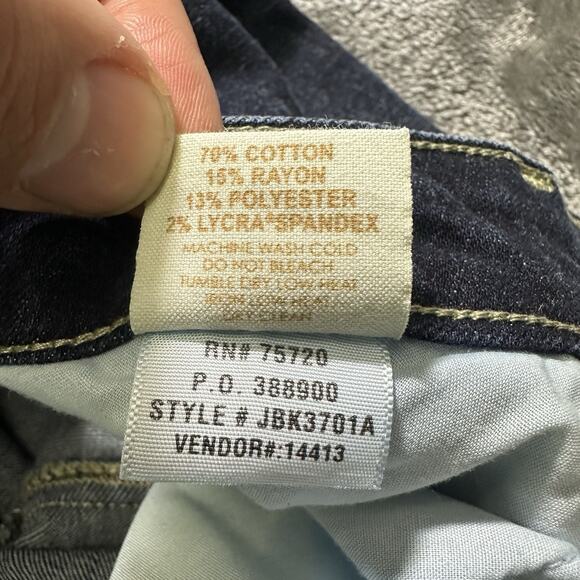 70% COTTON
15% RAYON
13% POLYESTER
2% LYCRA® SPANDEX
MACHINE WASH COLD
DO NOT BLEACH
TUMBLE DRY LOW HEAT
IRON LOW HEAT
DRY CLEAN
RN# 75720
P.O. 388900
STYLE # JBK3701A
VENDOR#:14413